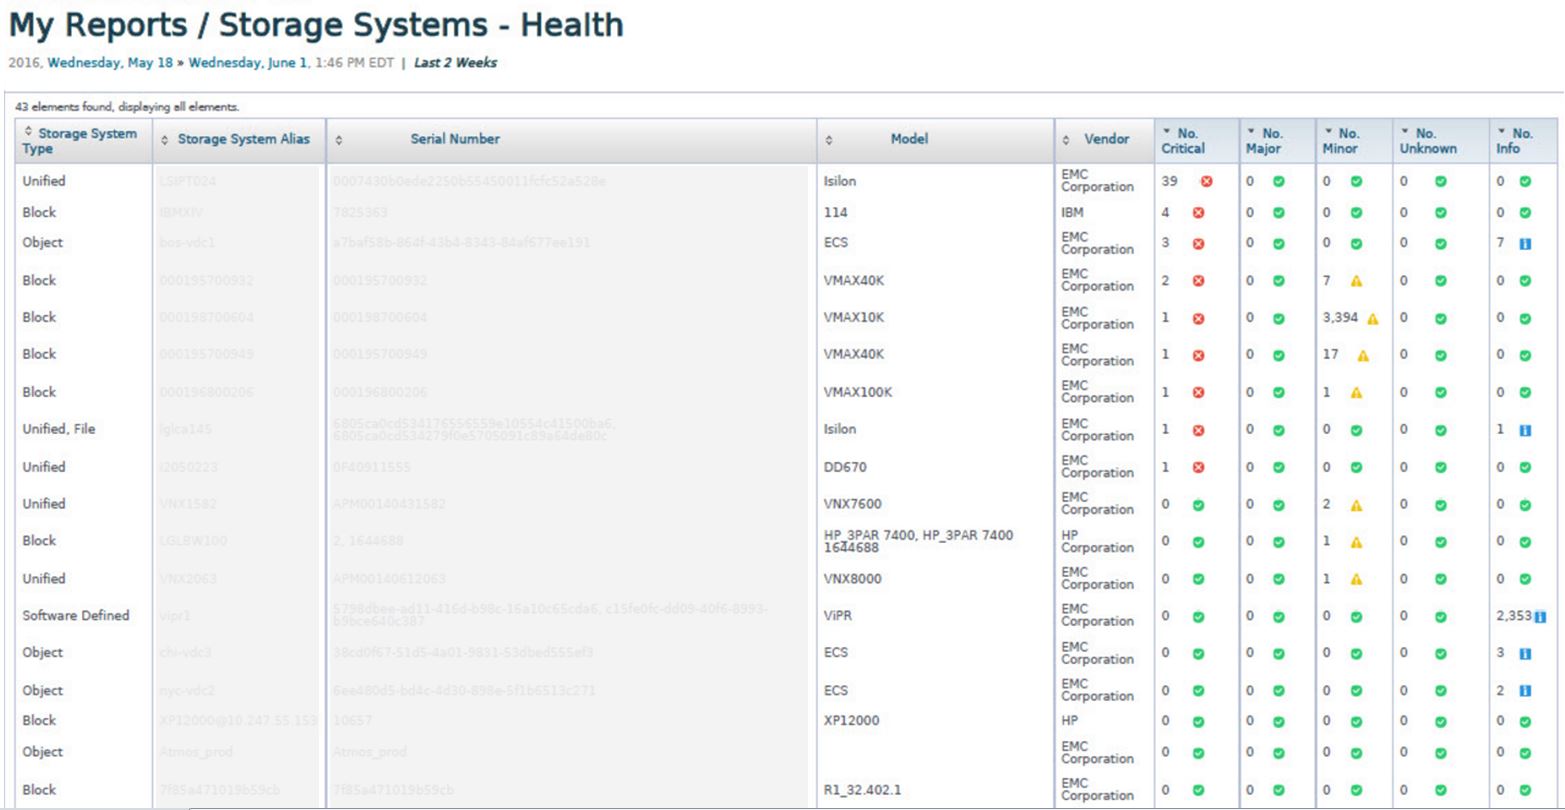 My Reports / Storage Systems - Health
2016, Wednesday, May 18 » Wednesday, June 1, 1:46 PM EDT | Last 2 Weeks
43 elements found, displaying all elements.
Storage System Type Storage System Alias Serial Number Model Vendor No. Critical No. Major No. Minor No. Unknown No. Info
Unified LSIPT024 Isilon EMC Corporation 39 0 0 0 0
Block IBMXIV 7825363 114 IBM 4 0 0 0 0
Object bos-vdc1 a7baf58b-864f-43b4-8343-84af677ee191 ECS EMC Corporation 3 0 0 0 7
Block 000195700932 000195700932 VMAX40K EMC Corporation 2 0 7 0 0
Block 000198700604 000198700604 VMAX10K EMC Corporation 1 0 3,394 0 0
Block 000195700949 000195700949 VMAX40K EMC Corporation 1 0 17 0 0
Block 000196800206 000196800206 VMAX100K EMC Corporation 1 0 1 0 0
Unified, File lglca145 Isilon EMC Corporation 1 0 0 0 1
Unified 0F40911555 DD670 EMC Corporation 1 0 0 0 0
Unified VNX1582 APM00140431582 VNX7600 EMC Corporation 0 0 2 0 0
Block LGLBW100 2, 1644688 HP_3PAR 7400, HP_3PAR 7400 1644688 HP Corporation 0 0 1 0 0
Unified VNX2063 APM00140612063 VNX8000 EMC Corporation 0 0 1 0 0
Software Defined vipr1 ViPR EMC Corporation 0 0 0 0 2,353
Object chi-vdc3 38cd0f67-51d5-4a01-9831-53dbed555ef3 ECS EMC Corporation 0 0 0 0 3
Object nyc-vdc2 6ee480d5-bd4c-4d30-898e-5f1b6513c271 ECS EMC Corporation 0 0 0 0 2
Block XP12000@10.247.55.153 10657 XP12000 HP 0 0 0 0 0
Object Atmos_prod Atmos_prod EMC Corporation 0 0 0 0 0
Block 7f85a471019b59cb 7f85a471019b59cb R1_32.402.1 EMC Corporation 0 0 0 0 0